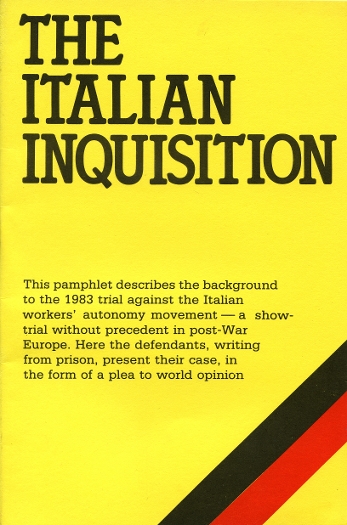 THE
ITALIAN
INQUISITION
This pamphlet describes the background
to the 1983 trial against the Italian
workers' autonomy movement — a show-
trial without precedent in post-War
Europe. Here the defendants, writing
from prison, present their case, in
the form of a plea to world opinion